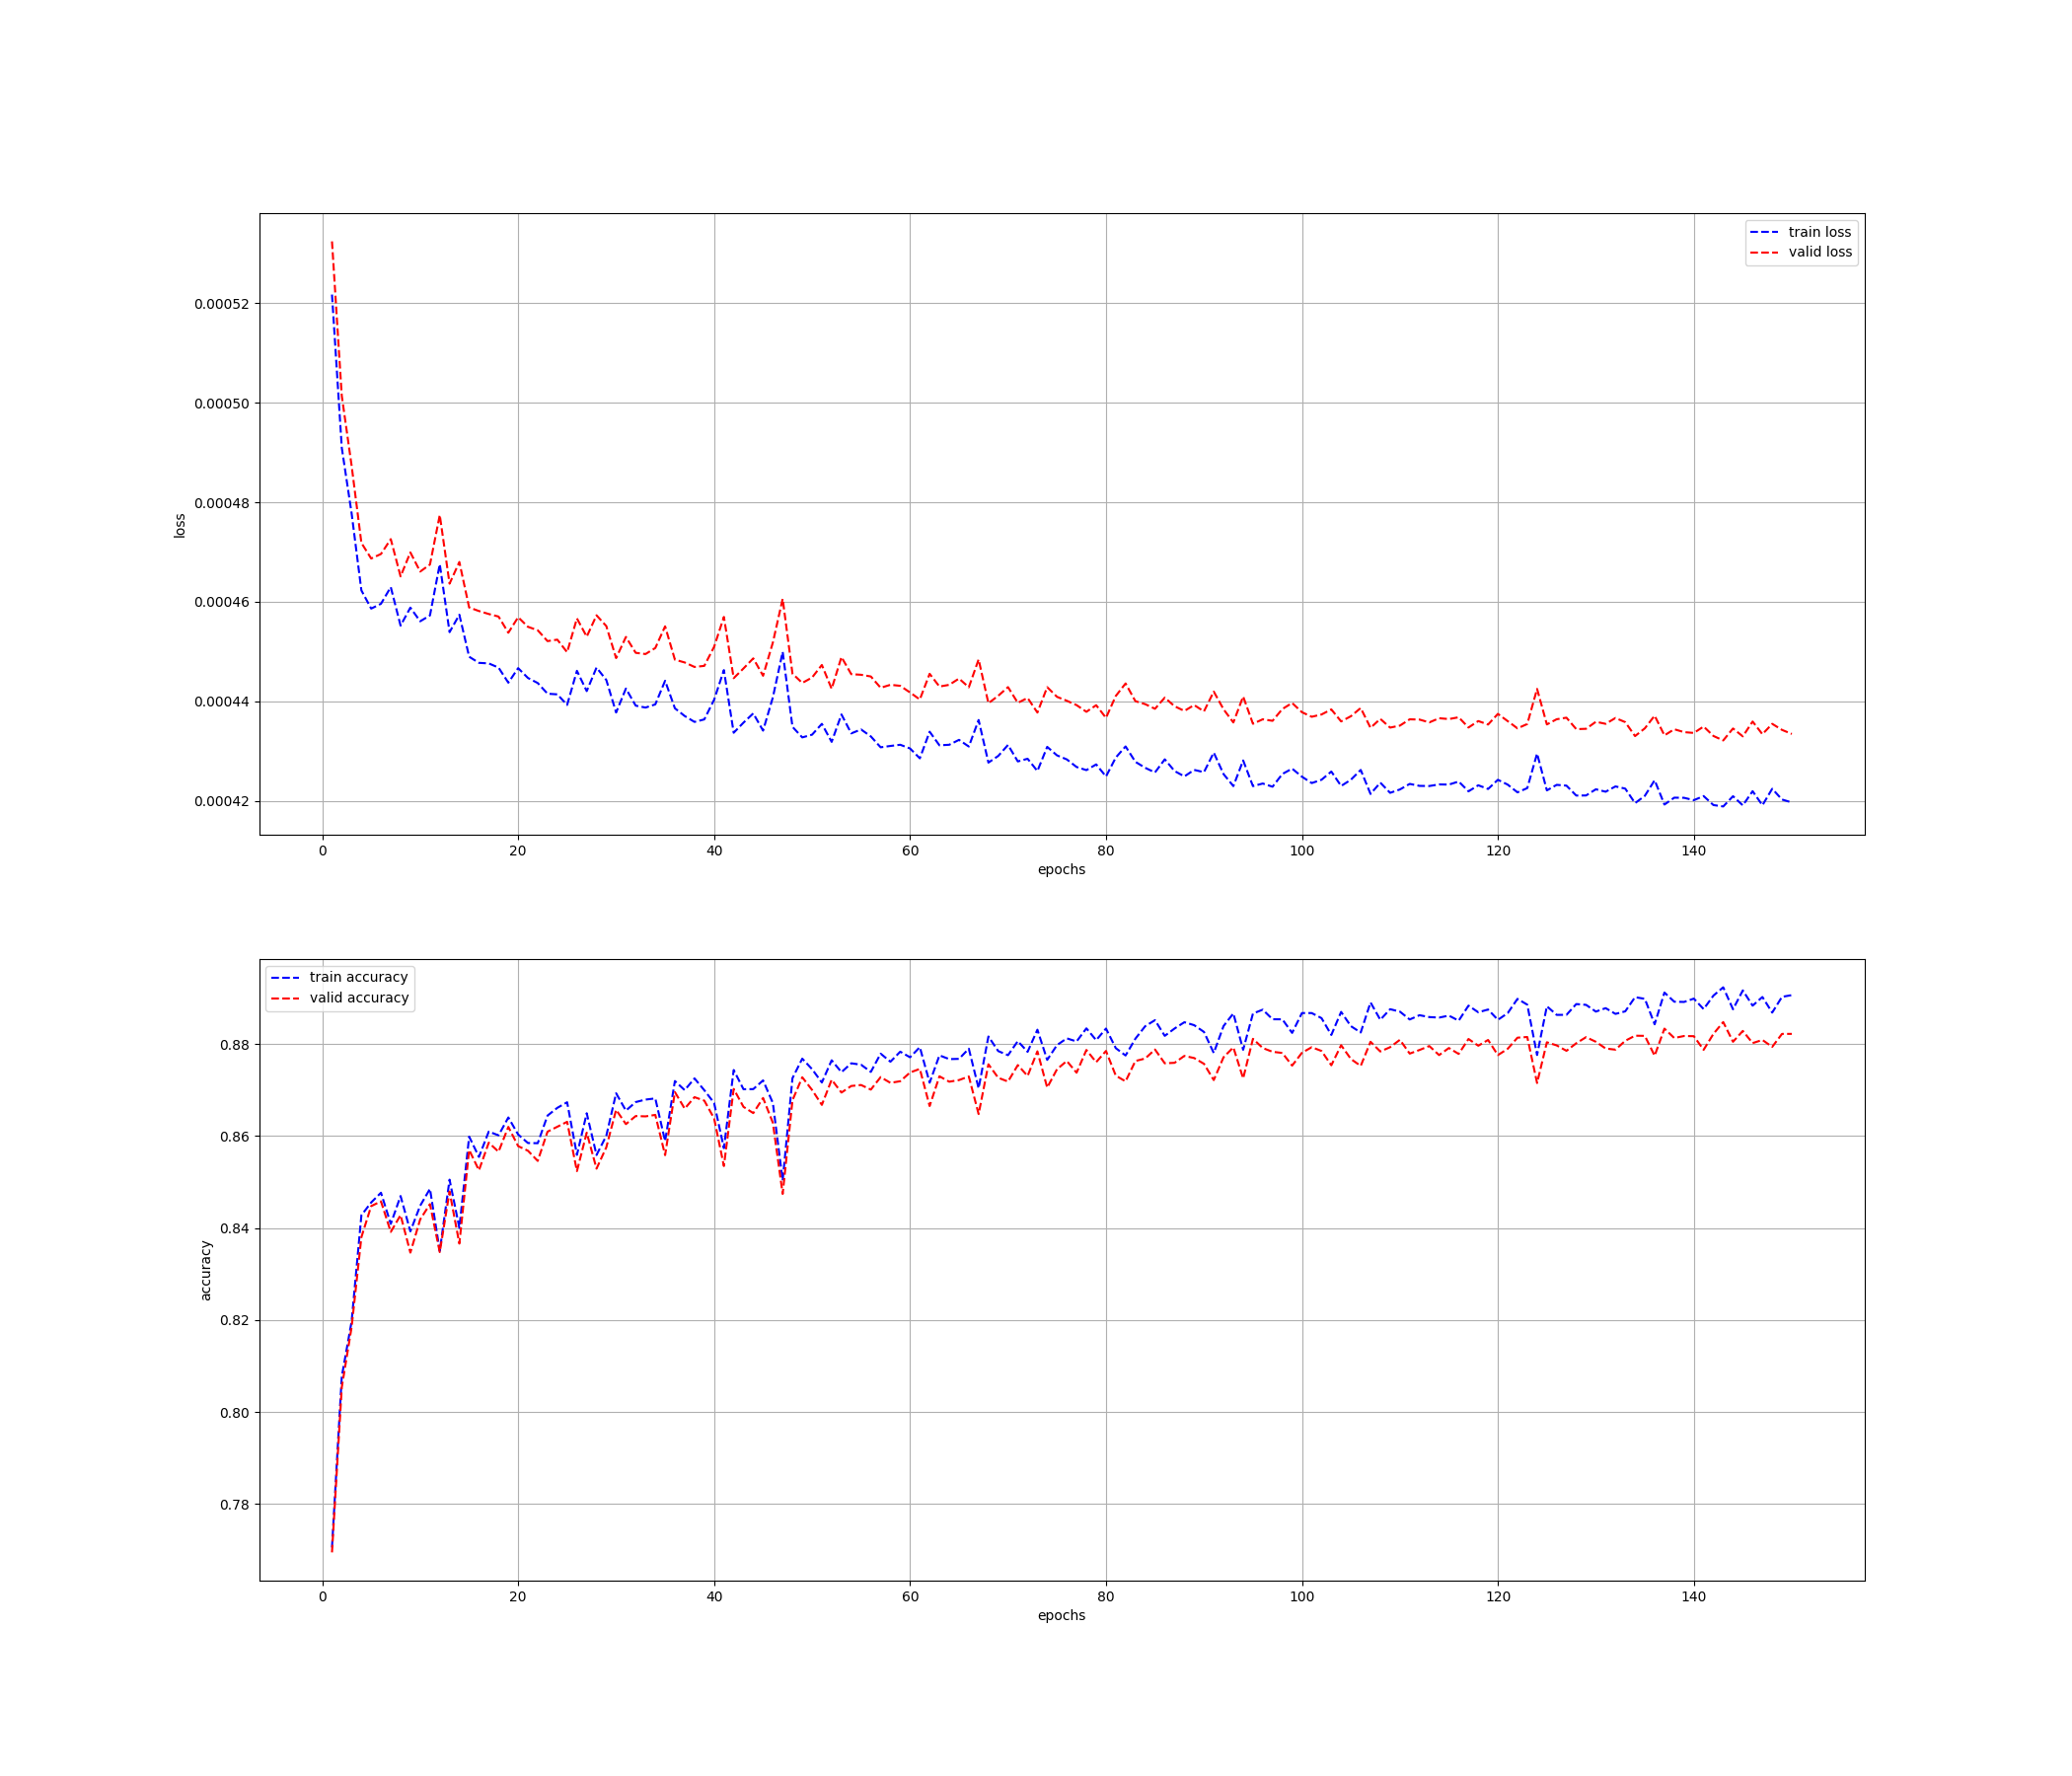 train loss
valid loss
0.00052
0.00050
0.00048
0.00046
0.00044
0.00042
loss
0 20 40 60 80 100 120 140
epochs
train accuracy
valid accuracy
0.88
0.86
0.84
0.82
0.80
0.78
accuracy
0 20 40 60 80 100 120 140
epochs